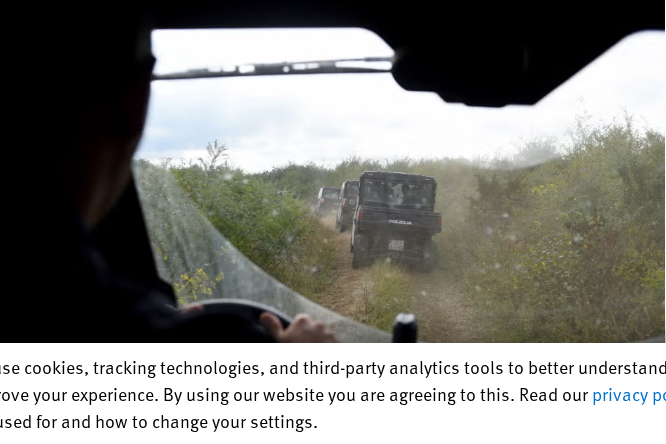 POLICIJA
use cookies, tracking technologies, and third-party analytics tools to better understand
rove your experience. By using our website you are agreeing to this. Read our privacy po
used for and how to change your settings.